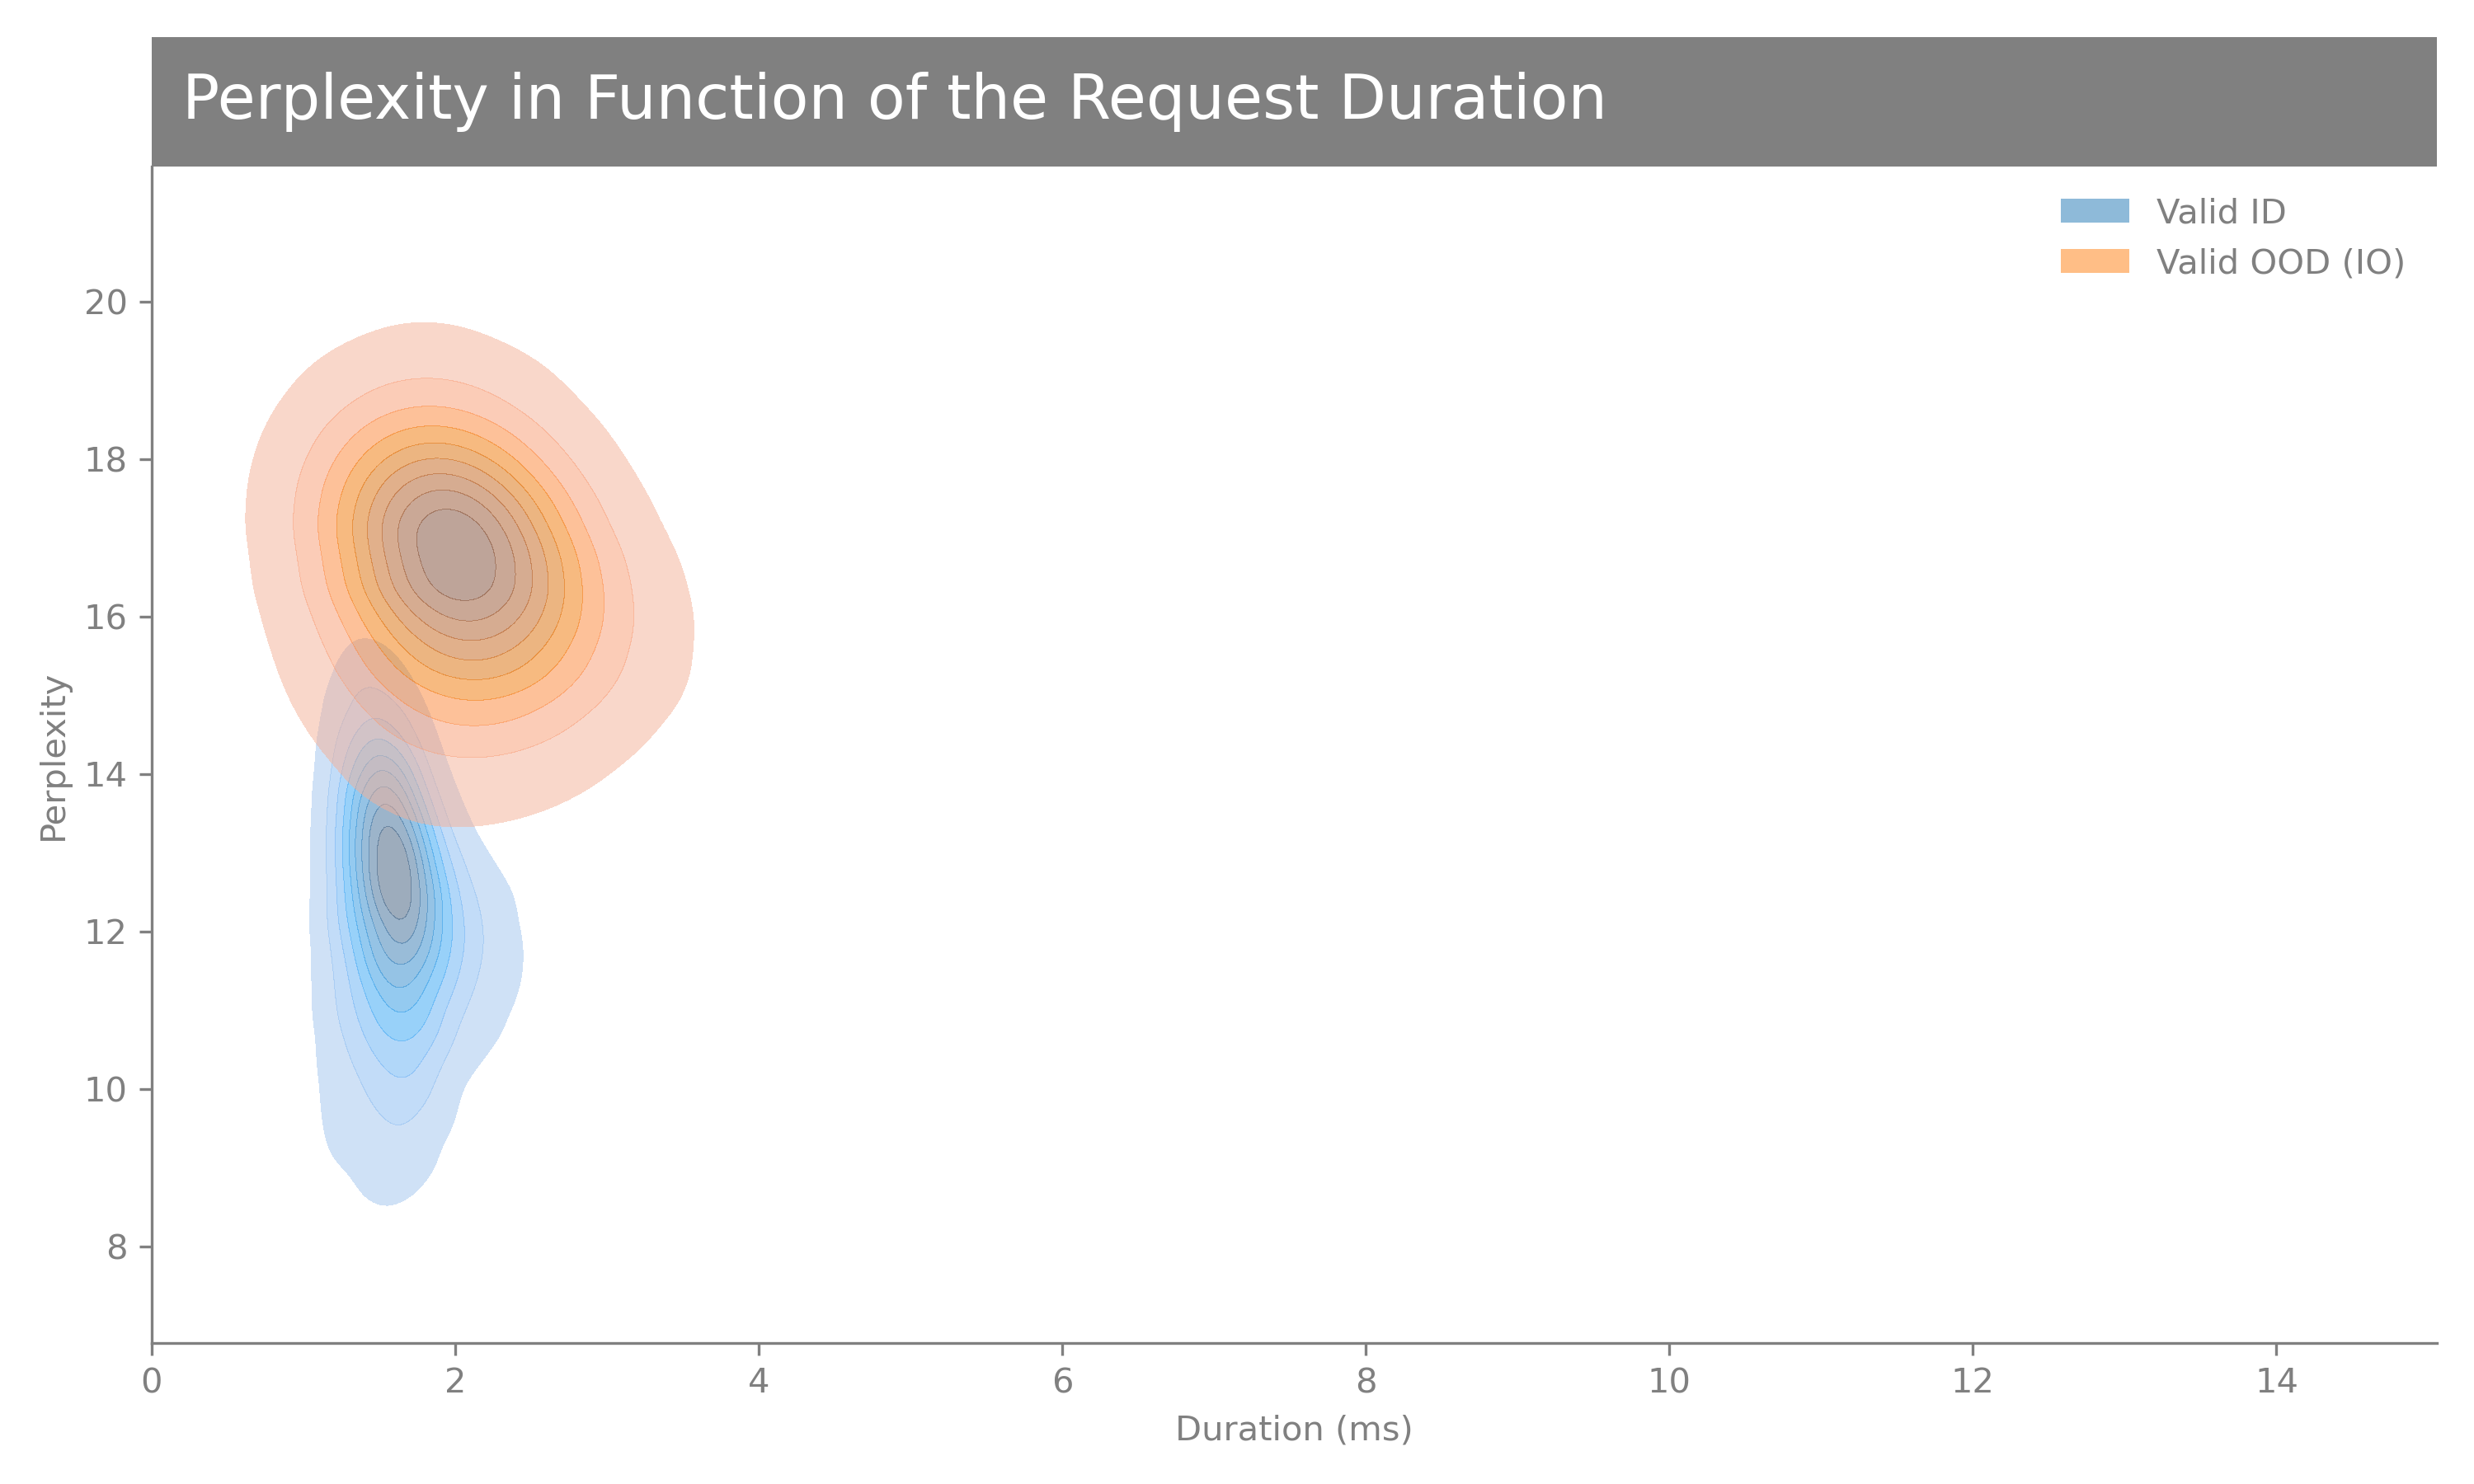 Perplexity in Function of the Request Duration
Valid ID
Valid OOD (IO)
20
18
16
14
12
10
8
Perplexity
0 2 4 6 8 10 12 14
Duration (ms)